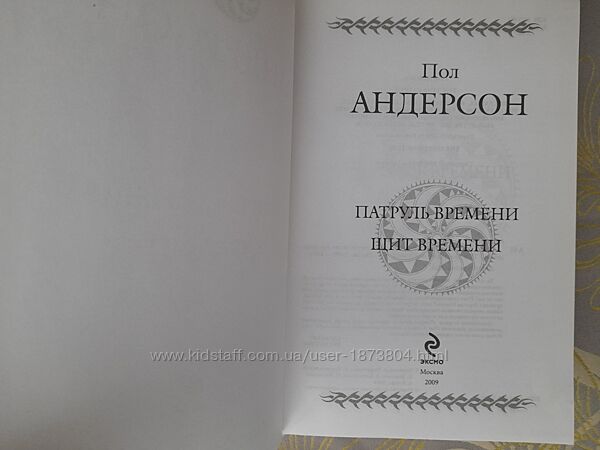 Пол
АНДЕРСОН
ПАТРУЛЬ ВРЕМЕНИ
ЩИТ ВРЕМЕНИ
www.kidstaff.com.ua/user-1873804.html
ЭКСМО
Москва
2009